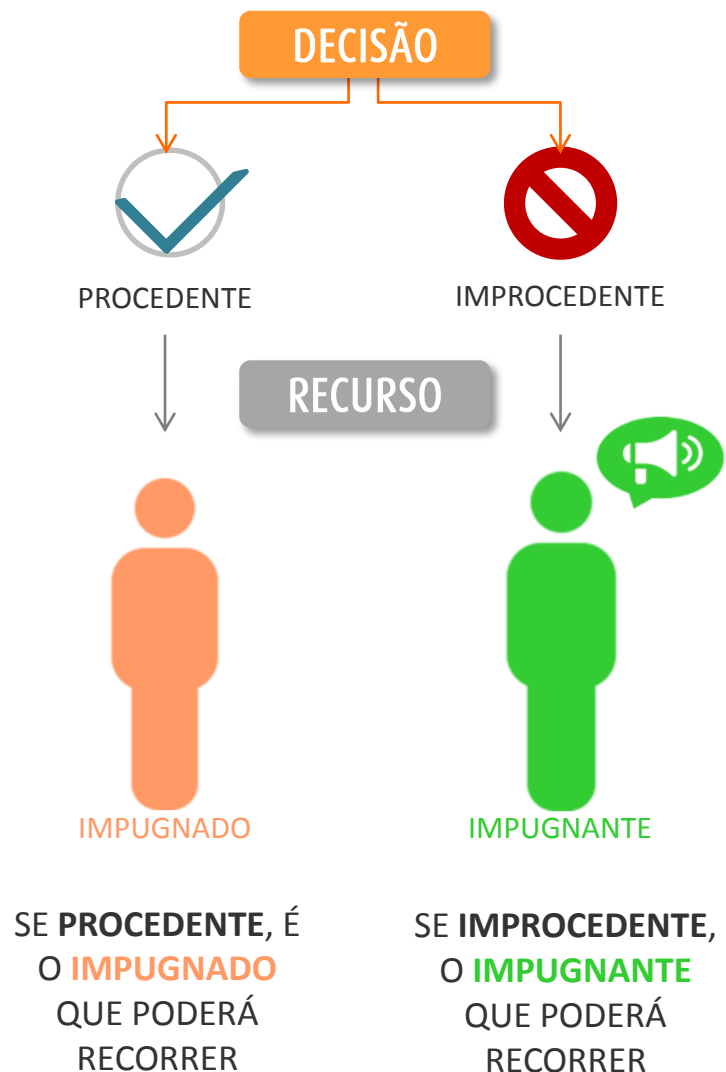 DECISÃO
PROCEDENTE
IMPROCEDENTE
RECURSO
IMPUGNADO
IMPUGNANTE
SE PROCEDENTE, É
O IMPUGNADO
QUE PODERÁ
RECORRER
SE IMPROCEDENTE,
O IMPUGNANTE
QUE PODERÁ
RECORRER